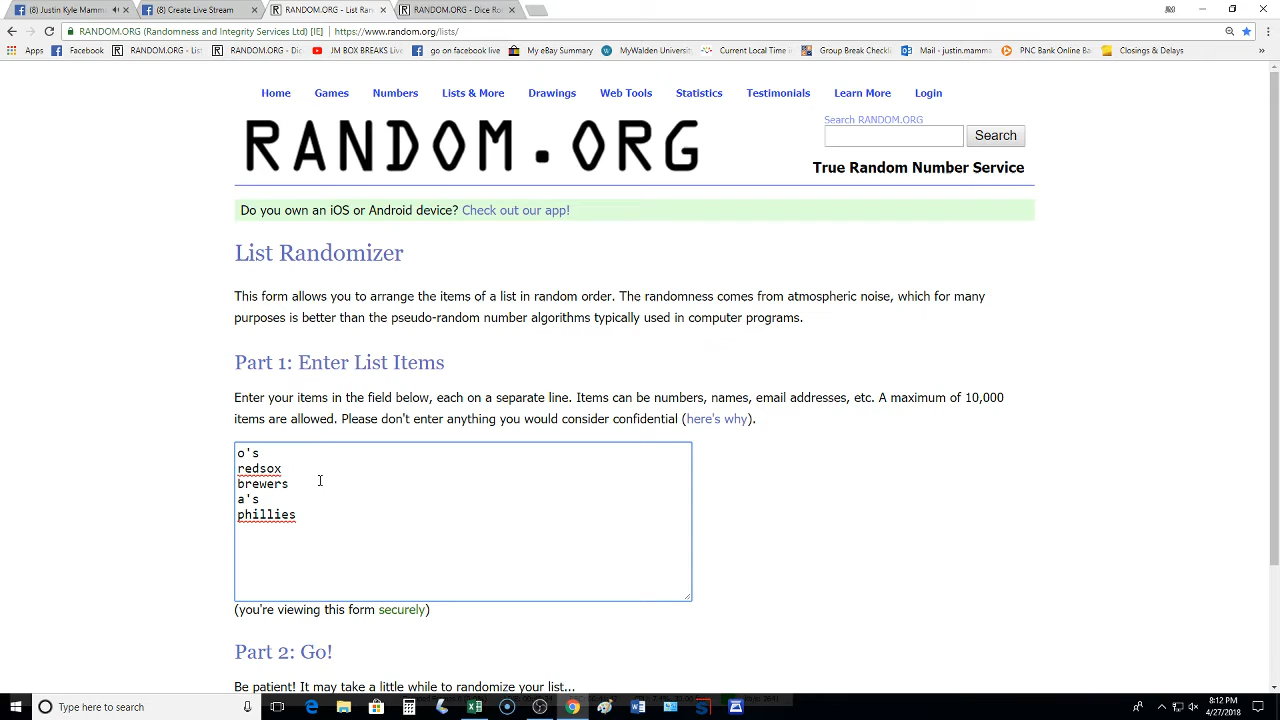 (8) Justin Kyle Mamm
(8) Create Live Stream
RANDOM.ORG - List Ran
RANDOM.ORG - Dice Ro
RANDOM.ORG (Randomness and Integrity Services Ltd) [IE] https://www.random.org/lists/
Apps Facebook RANDOM.ORG - List RANDOM.ORG - Dic JM BOX BREAKS LIVE go on facebook live My eBay Summary MyWalden Universit Current Local Time Group Break Checkli Mail - justin.mamma PNC Bank Online Ba Closings & Delays
Home Games Numbers Lists & More Drawings Web Tools Statistics Testimonials Learn More Login
Search RANDOM.ORG
RANDOM.ORG
Search
True Random Number Service
Do you own an iOS or Android device? Check out our app!
List Randomizer
This form allows you to arrange the items of a list in random order. The randomness comes from atmospheric noise, which for many
purposes is better than the pseudo-random number algorithms typically used in computer programs.
Part 1: Enter List Items
Enter your items in the field below, each on a separate line. Items can be numbers, names, email addresses, etc. A maximum of 10,000
items are allowed. Please don't enter anything you would consider confidential (here's why).
o's
redsox
brewers
a's
phillies
(you're viewing this form securely)
Part 2: Go!
Be patient! It may take a little while to randomize your list...
Type here to search
8:12 PM
4/27/2018